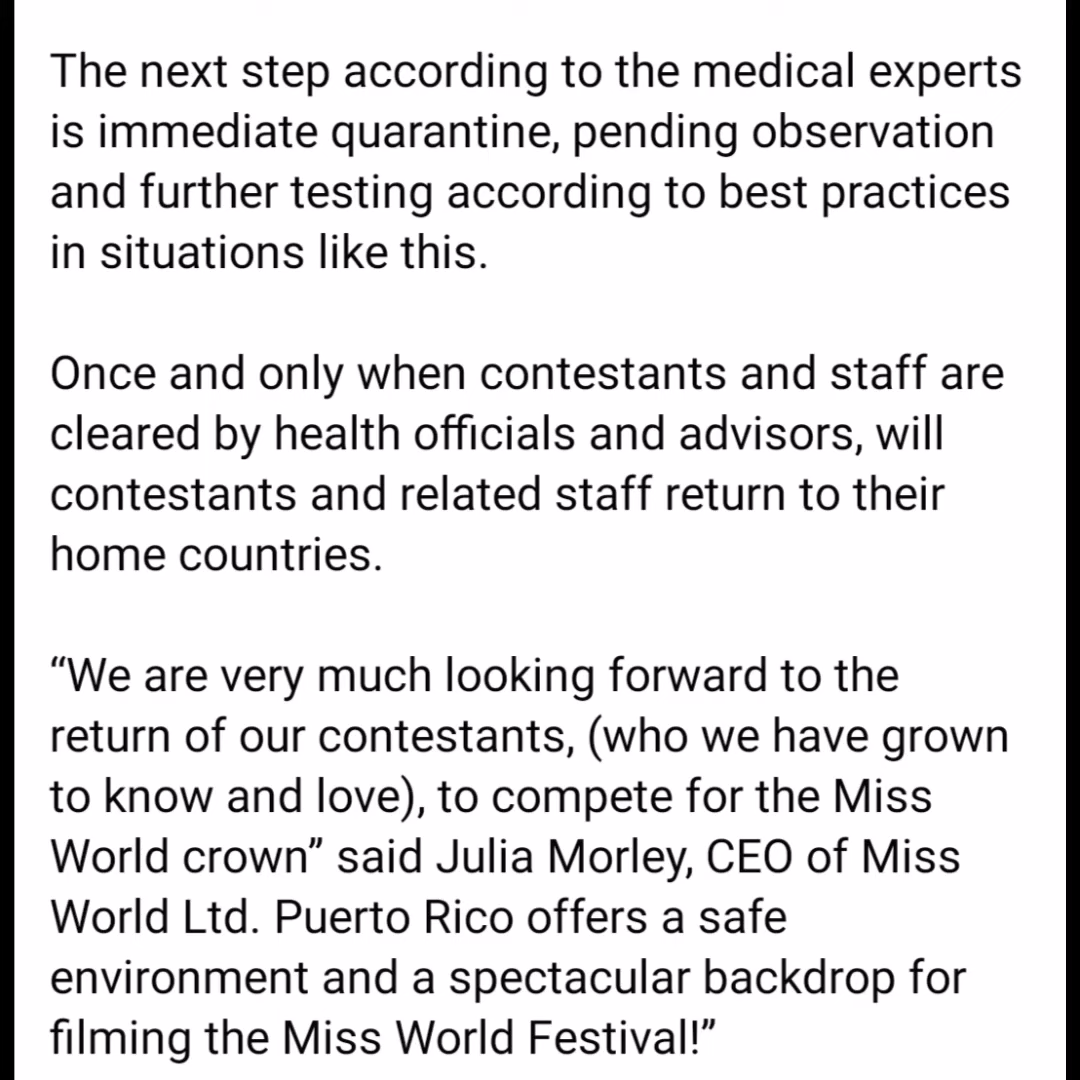 The next step according to the medical experts
is immediate quarantine, pending observation
and further testing according to best practices
in situations like this.
Once and only when contestants and staff are
cleared by health officials and advisors, will
contestants and related staff return to their
home countries.
“We are very much looking forward to the
return of our contestants, (who we have grown
to know and love), to compete for the Miss
World crown” said Julia Morley, CEO of Miss
World Ltd. Puerto Rico offers a safe
environment and a spectacular backdrop for
filming the Miss World Festival!”